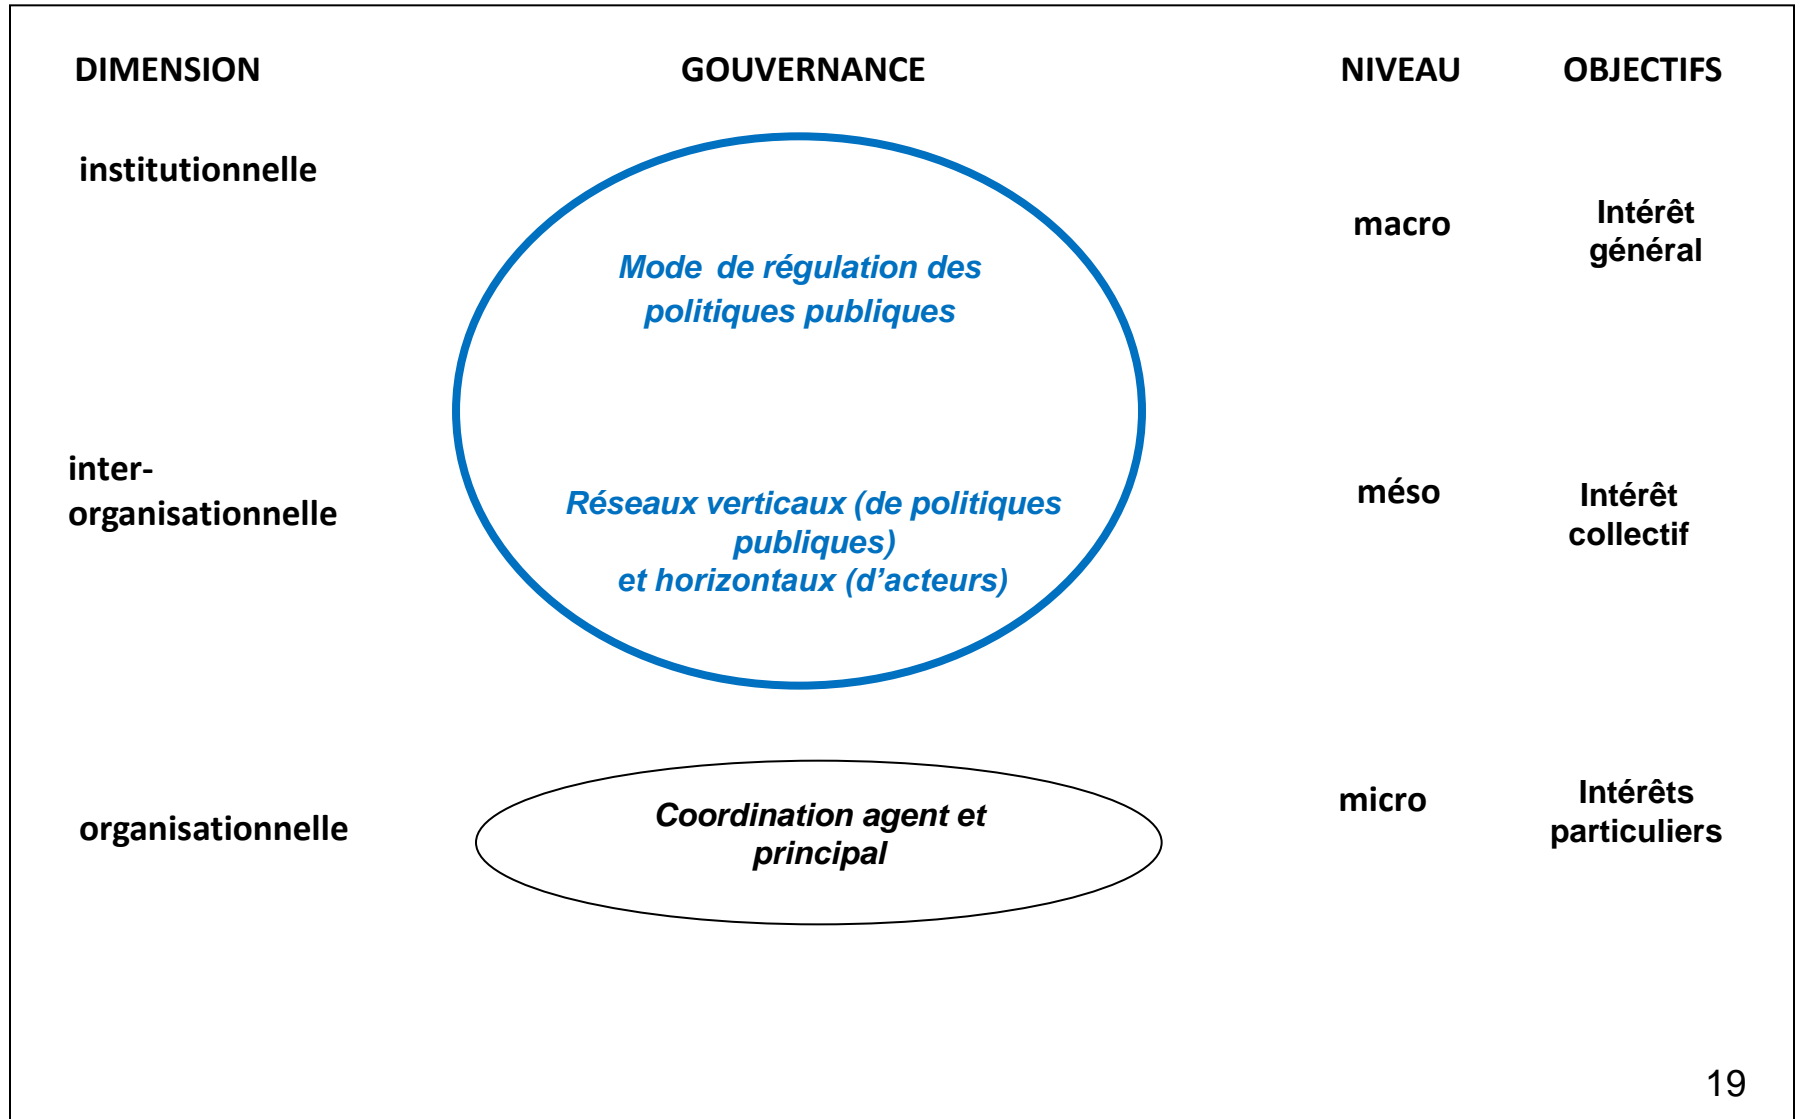 DIMENSION GOUVERNANCE NIVEAU OBJECTIFS
institutionnelle
Mode de régulation des
politiques publiques
macro
Intérêt
général
inter-
organisationnelle
Réseaux verticaux (de politiques
publiques)
et horizontaux (d’acteurs)
méso
Intérêt
collectif
organisationnelle
Coordination agent et
principal
micro
Intérêts
particuliers
19